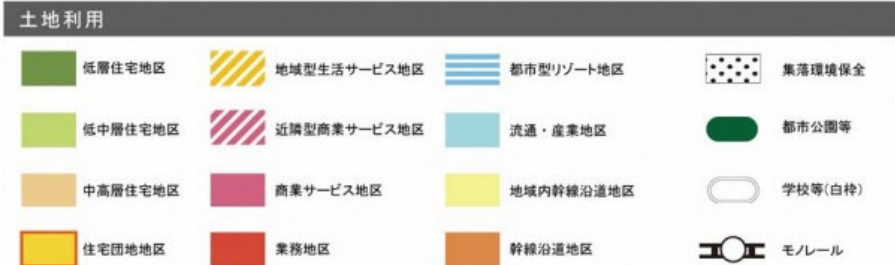 土地利用
低層住宅地区
地域型生活サービス地区
都市型リゾート地区
集落環境保全
低中層住宅地区
近隣型商業サービス地区
流通・産業地区
都市公園等
中高層住宅地区
商業サービス地区
地域内幹線沿道地区
学校等(白枠)
住宅団地地区
業務地区
幹線沿道地区
モノレール